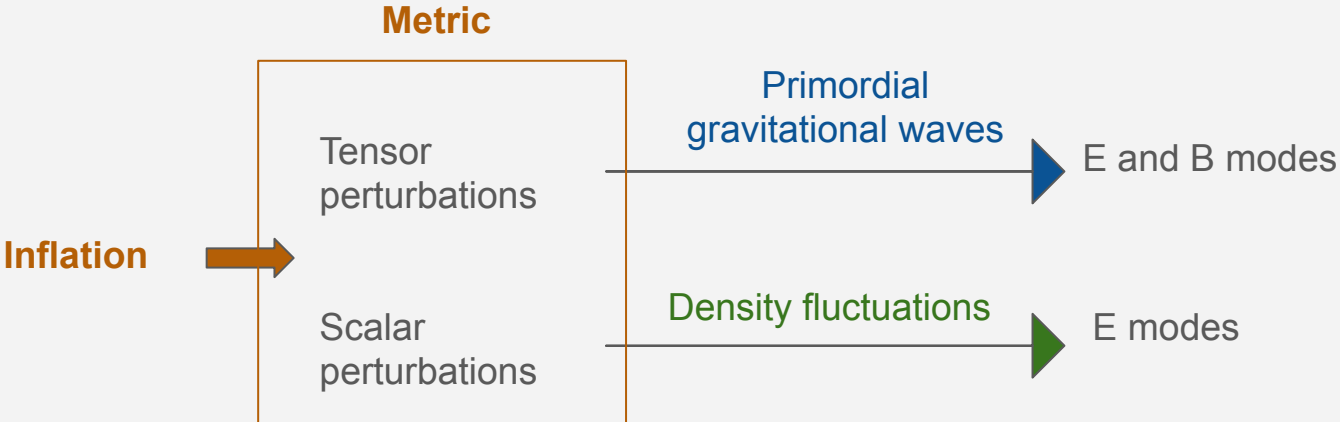 Metric
Primordial
gravitational waves
Tensor
perturbations
E and B modes
Inflation
Density fluctuations
Scalar
perturbations
E modes